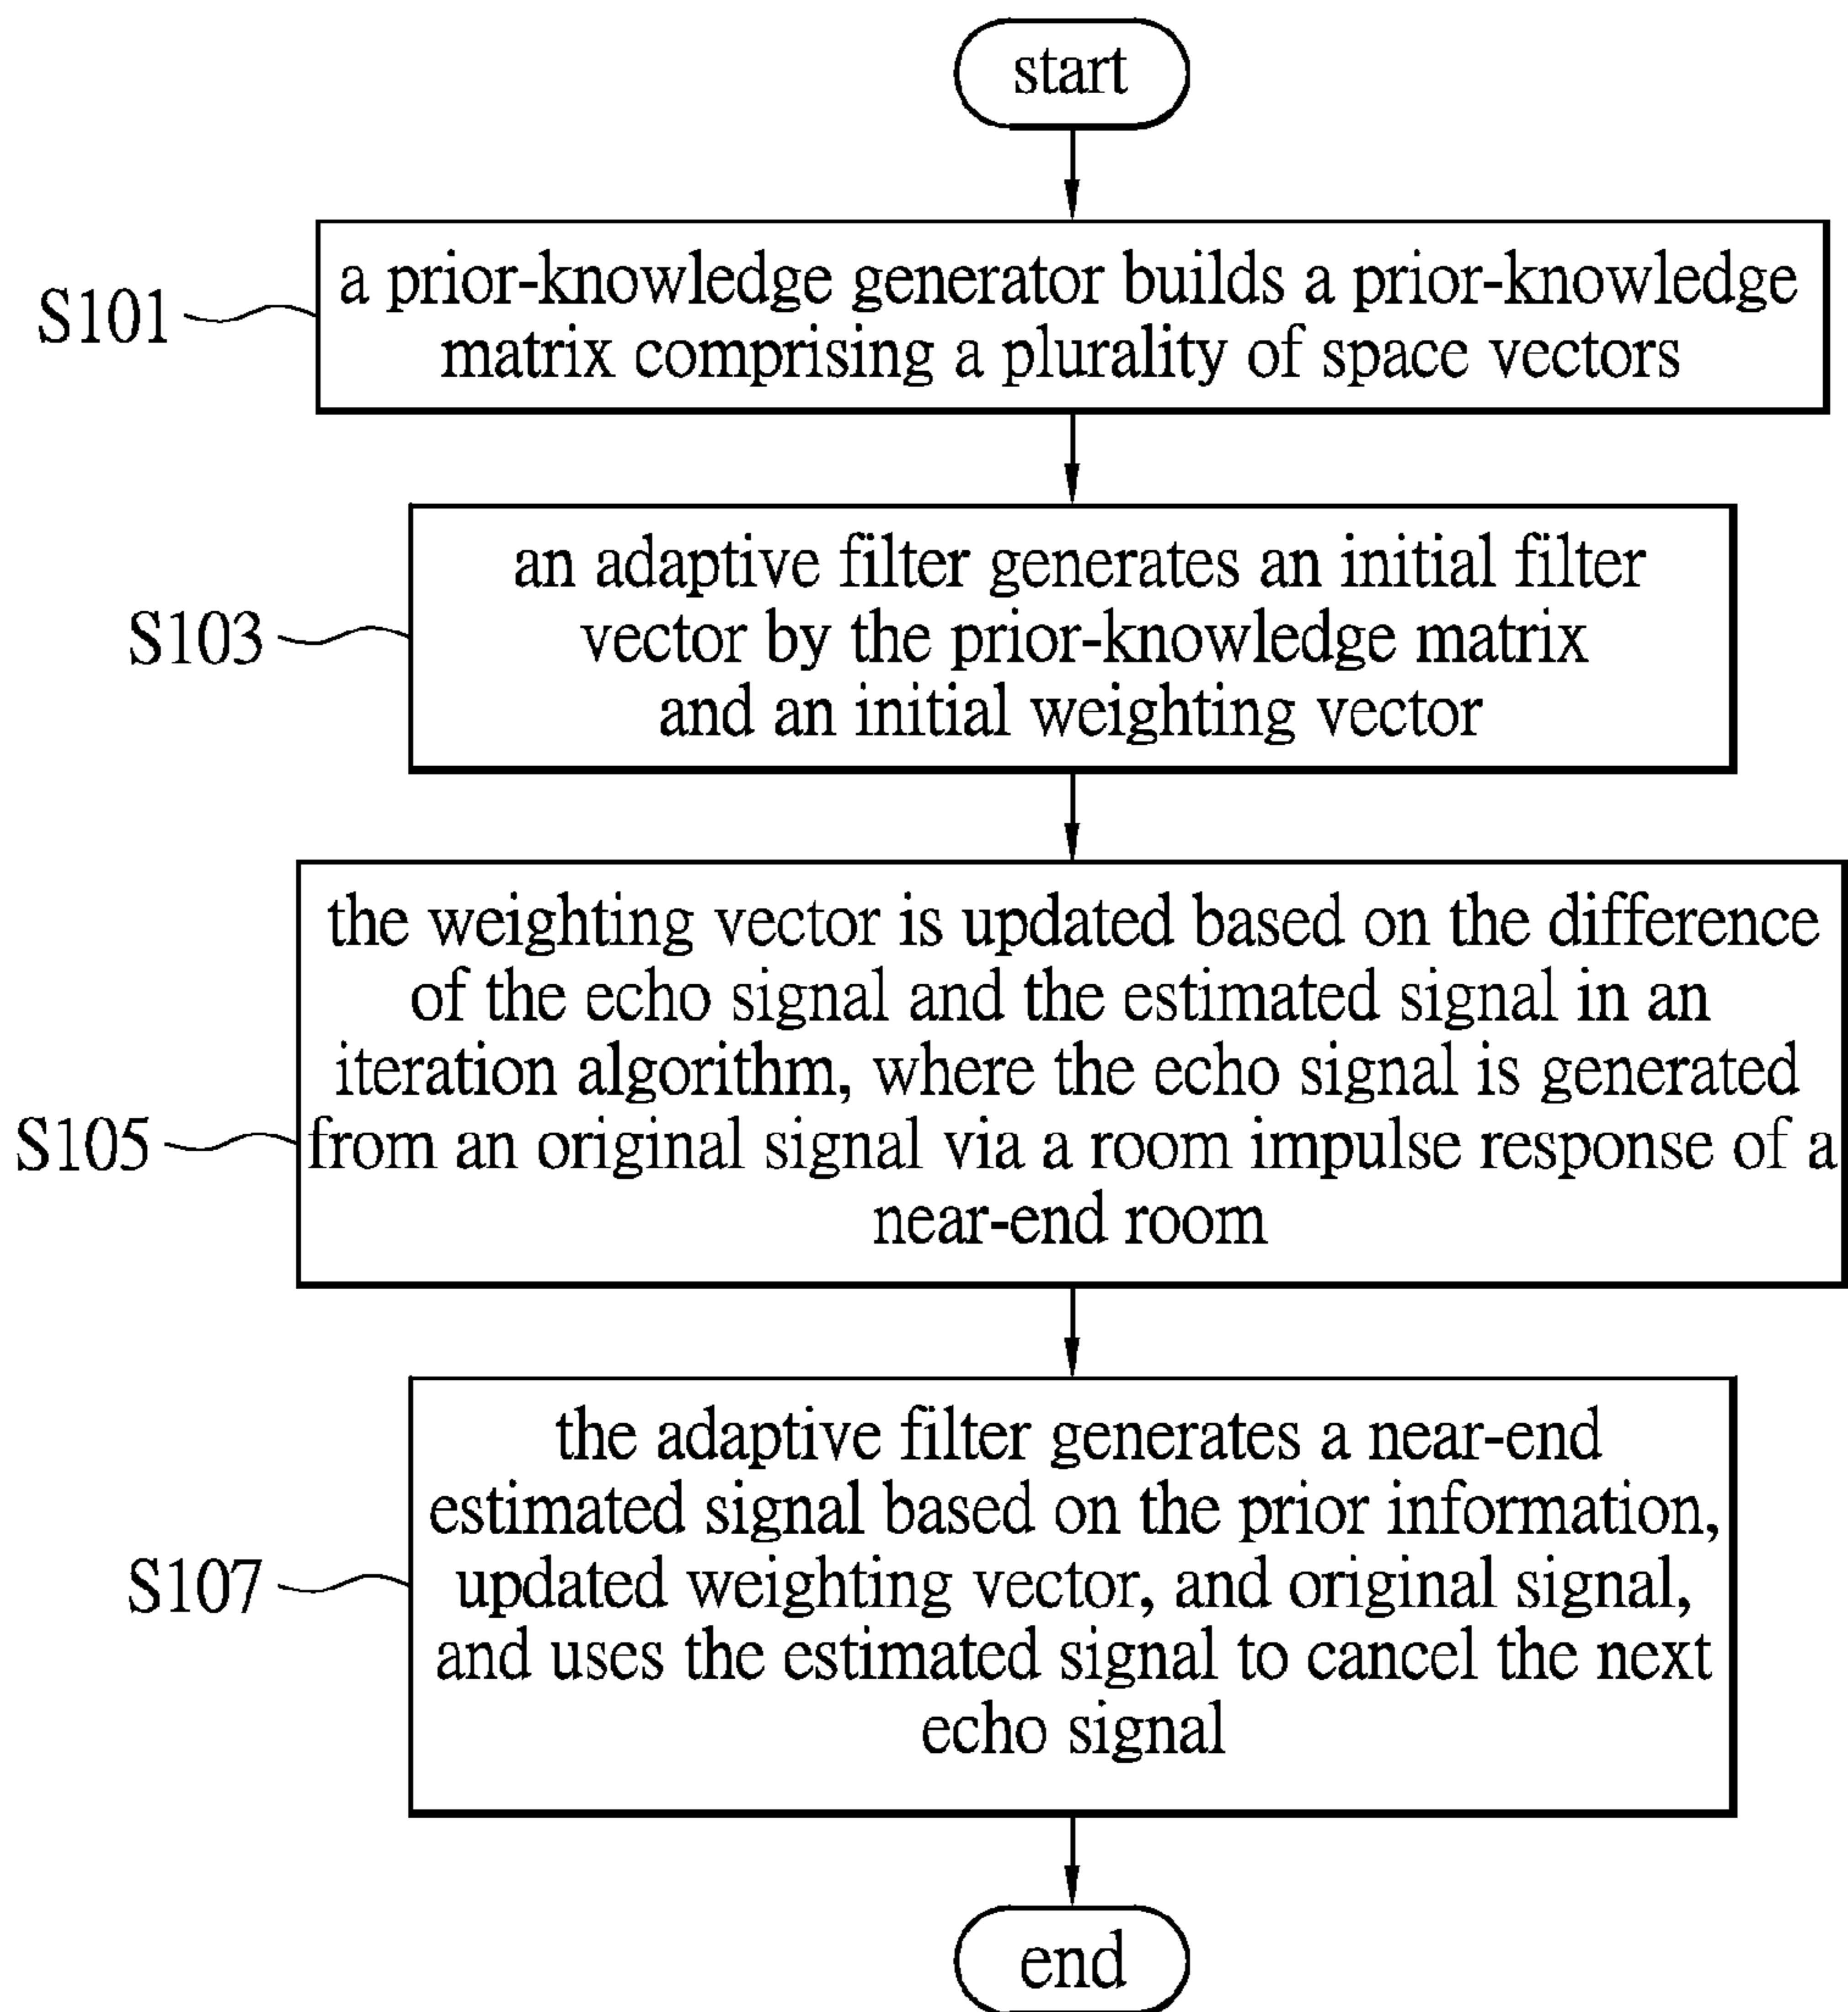 start
S101
a prior-knowledge generator builds a prior-knowledge
matrix comprising a plurality of space vectors
S103
an adaptive filter generates an initial filter
vector by the prior-knowledge matrix
and an initial weighting vector
S105
the weighting vector is updated based on the difference
of the echo signal and the estimated signal in an
iteration algorithm, where the echo signal is generated
from an original signal via a room impulse response of a
near-end room
S107
the adaptive filter generates a near-end
estimated signal based on the prior information,
updated weighting vector, and original signal,
and uses the estimated signal to cancel the next
echo signal
end